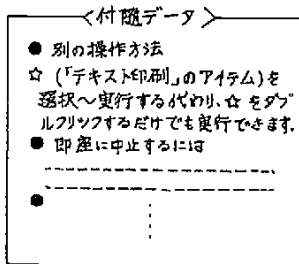 <付随データ>
● 別の操作方法
☆ (「テキスト印刷」のアイテム)を
選択～実行する代わり、☆ をダブ
ルクリックするだけでも実行できます。
● 即座に中止するには
●